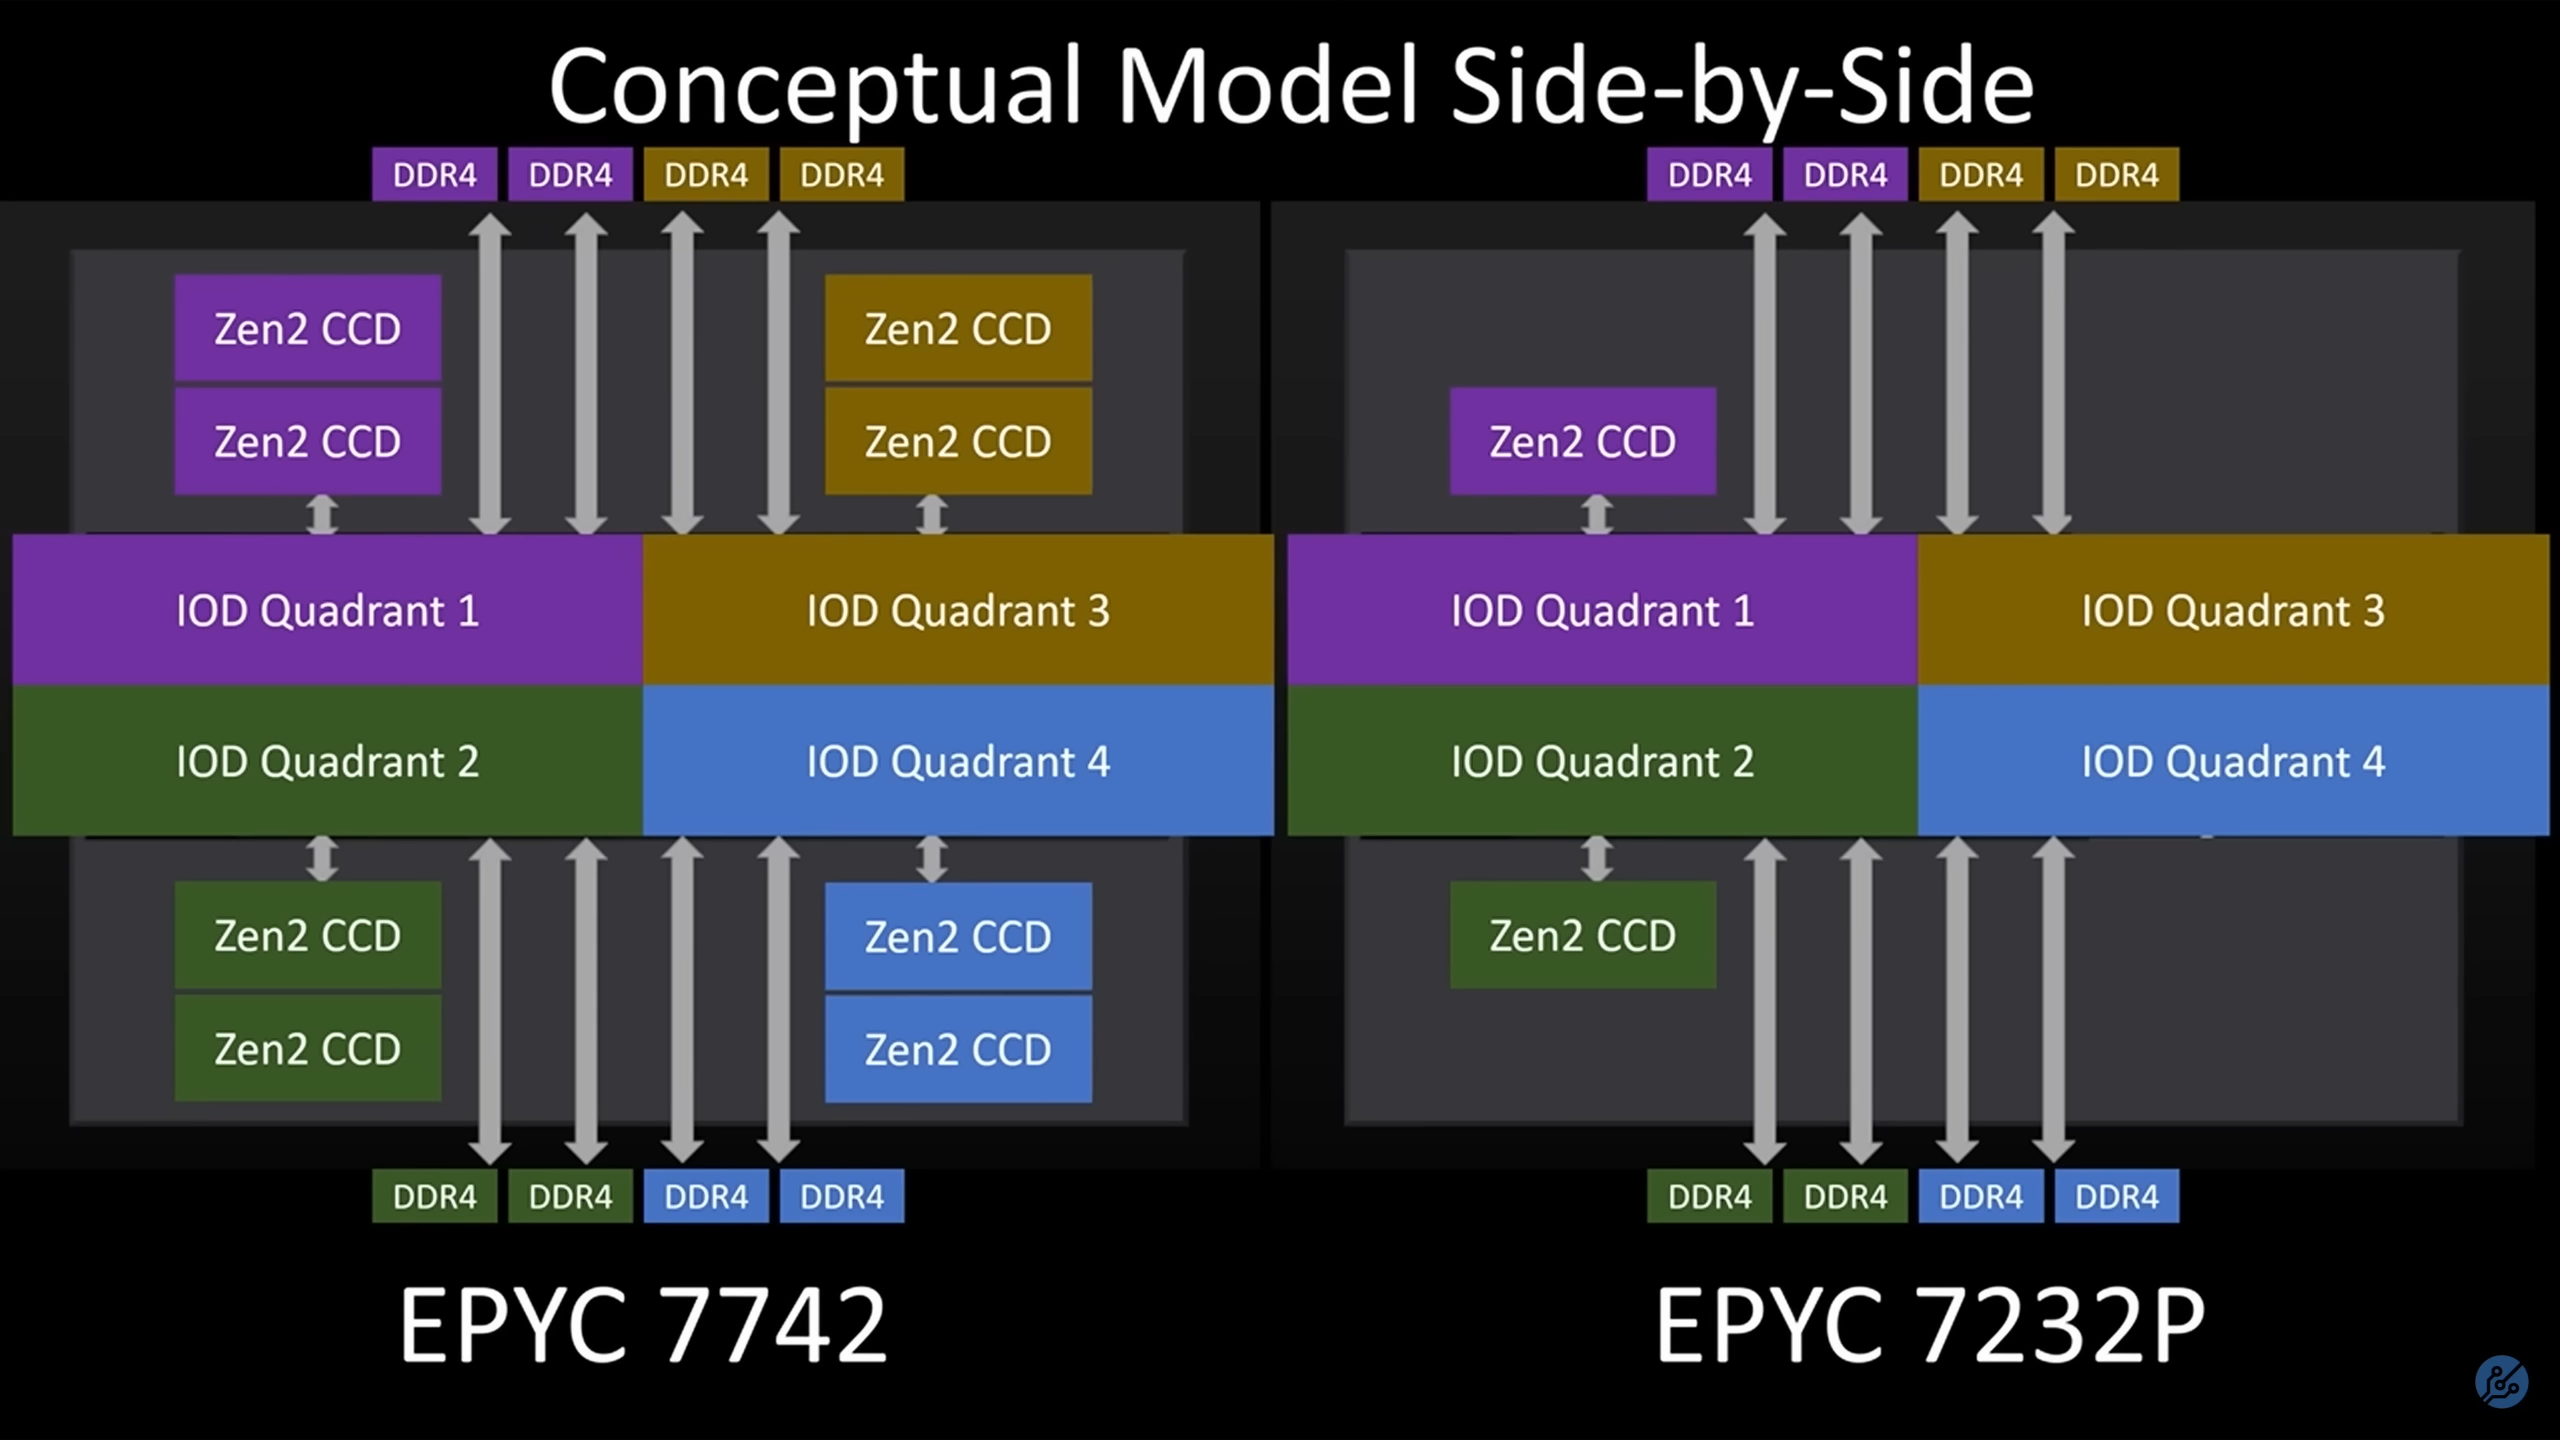 Conceptual Model Side-by-Side
DDR4 DDR4 DDR4 DDR4
Zen2 CCD Zen2 CCD
Zen2 CCD Zen2 CCD
IOD Quadrant 1 IOD Quadrant 3
IOD Quadrant 2 IOD Quadrant 4
Zen2 CCD Zen2 CCD
Zen2 CCD Zen2 CCD
DDR4 DDR4 DDR4 DDR4
EPYC 7742
DDR4 DDR4 DDR4 DDR4
Zen2 CCD
IOD Quadrant 1 IOD Quadrant 3
IOD Quadrant 2 IOD Quadrant 4
Zen2 CCD
DDR4 DDR4 DDR4 DDR4
EPYC 7232P